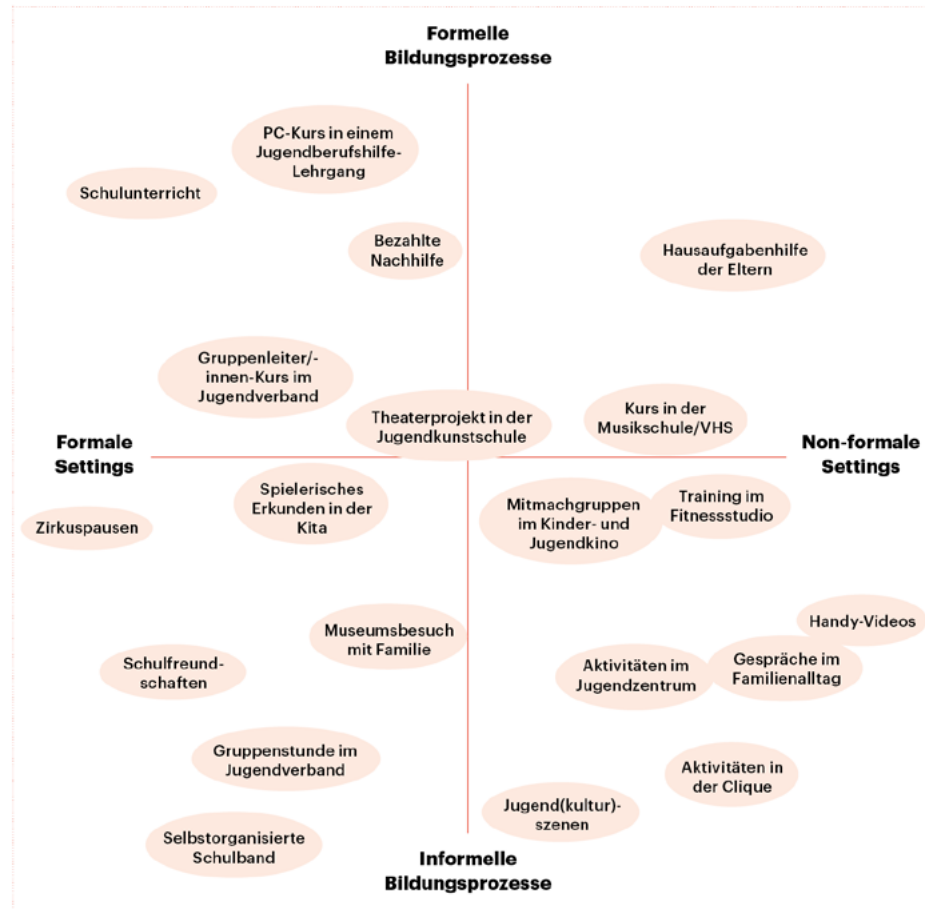 Formelle
Bildungsprozesse
PC-Kurs in einem
Jugendberufshilfe-
Lehrgang
Schulunterricht
Bezahlte
Nachhilfe
Hausaufgabenhilfe
der Eltern
Gruppenleiter/-
innen-Kurs im
Jugendverband
Theaterprojekt in der
Jugendkunstschule
Kurs in der
Musikschule/VHS
Formale
Settings
Non-formale
Settings
Spielerisches
Erkunden in der
Kita
Zirkuspausen
Mitmachgruppen
im Kinder- und
Jugendkino
Training im
Fitnessstudio
Museumsbesuch
mit Familie
Handy-Videos
Schulfreund-
schaften
Aktivitäten im
Jugendzentrum
Gespräche im
Familienalltag
Gruppenstunde im
Jugendverband
Aktivitäten in
der Clique
Jugend(kultur)-
szenen
Selbstorganisierte
Schulband
Informelle
Bildungsprozesse